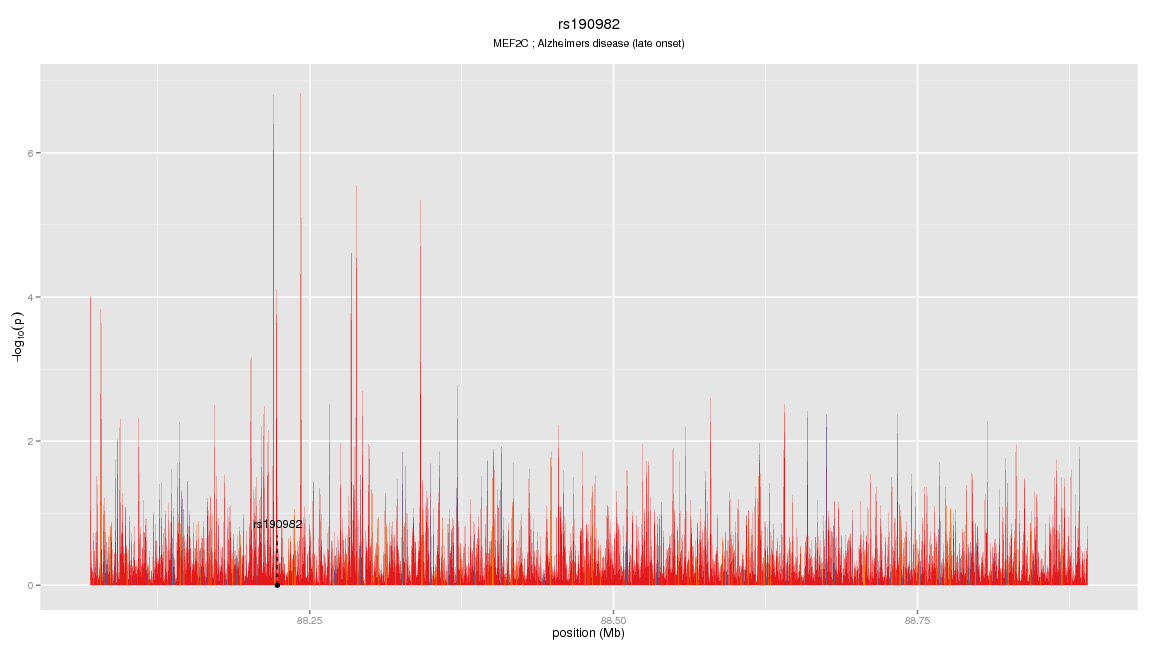 rs190982
MEF2C ; Alzheimers disease (late onset)
6
4
2
0
−log10(p)
rs190982
88.25
88.50
88.75
position (Mb)